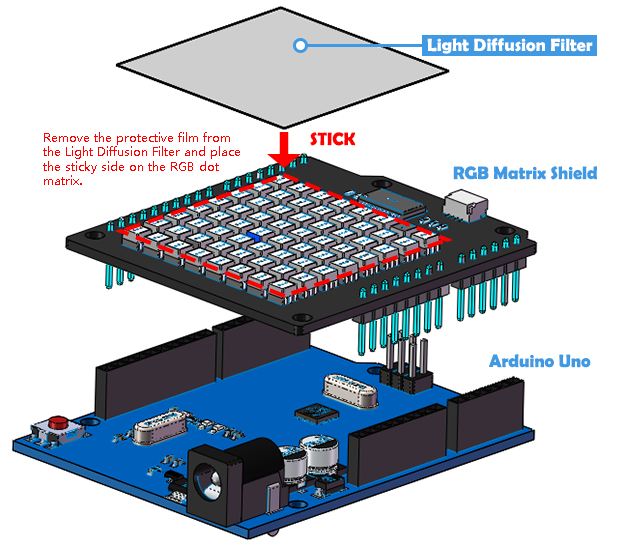 Light Diffusion Filter
Remove the protective film from
the Light Diffusion Filter and place
the sticky side on the RGB dot
matrix.
STICK
RGB Matrix Shield
Arduino Uno